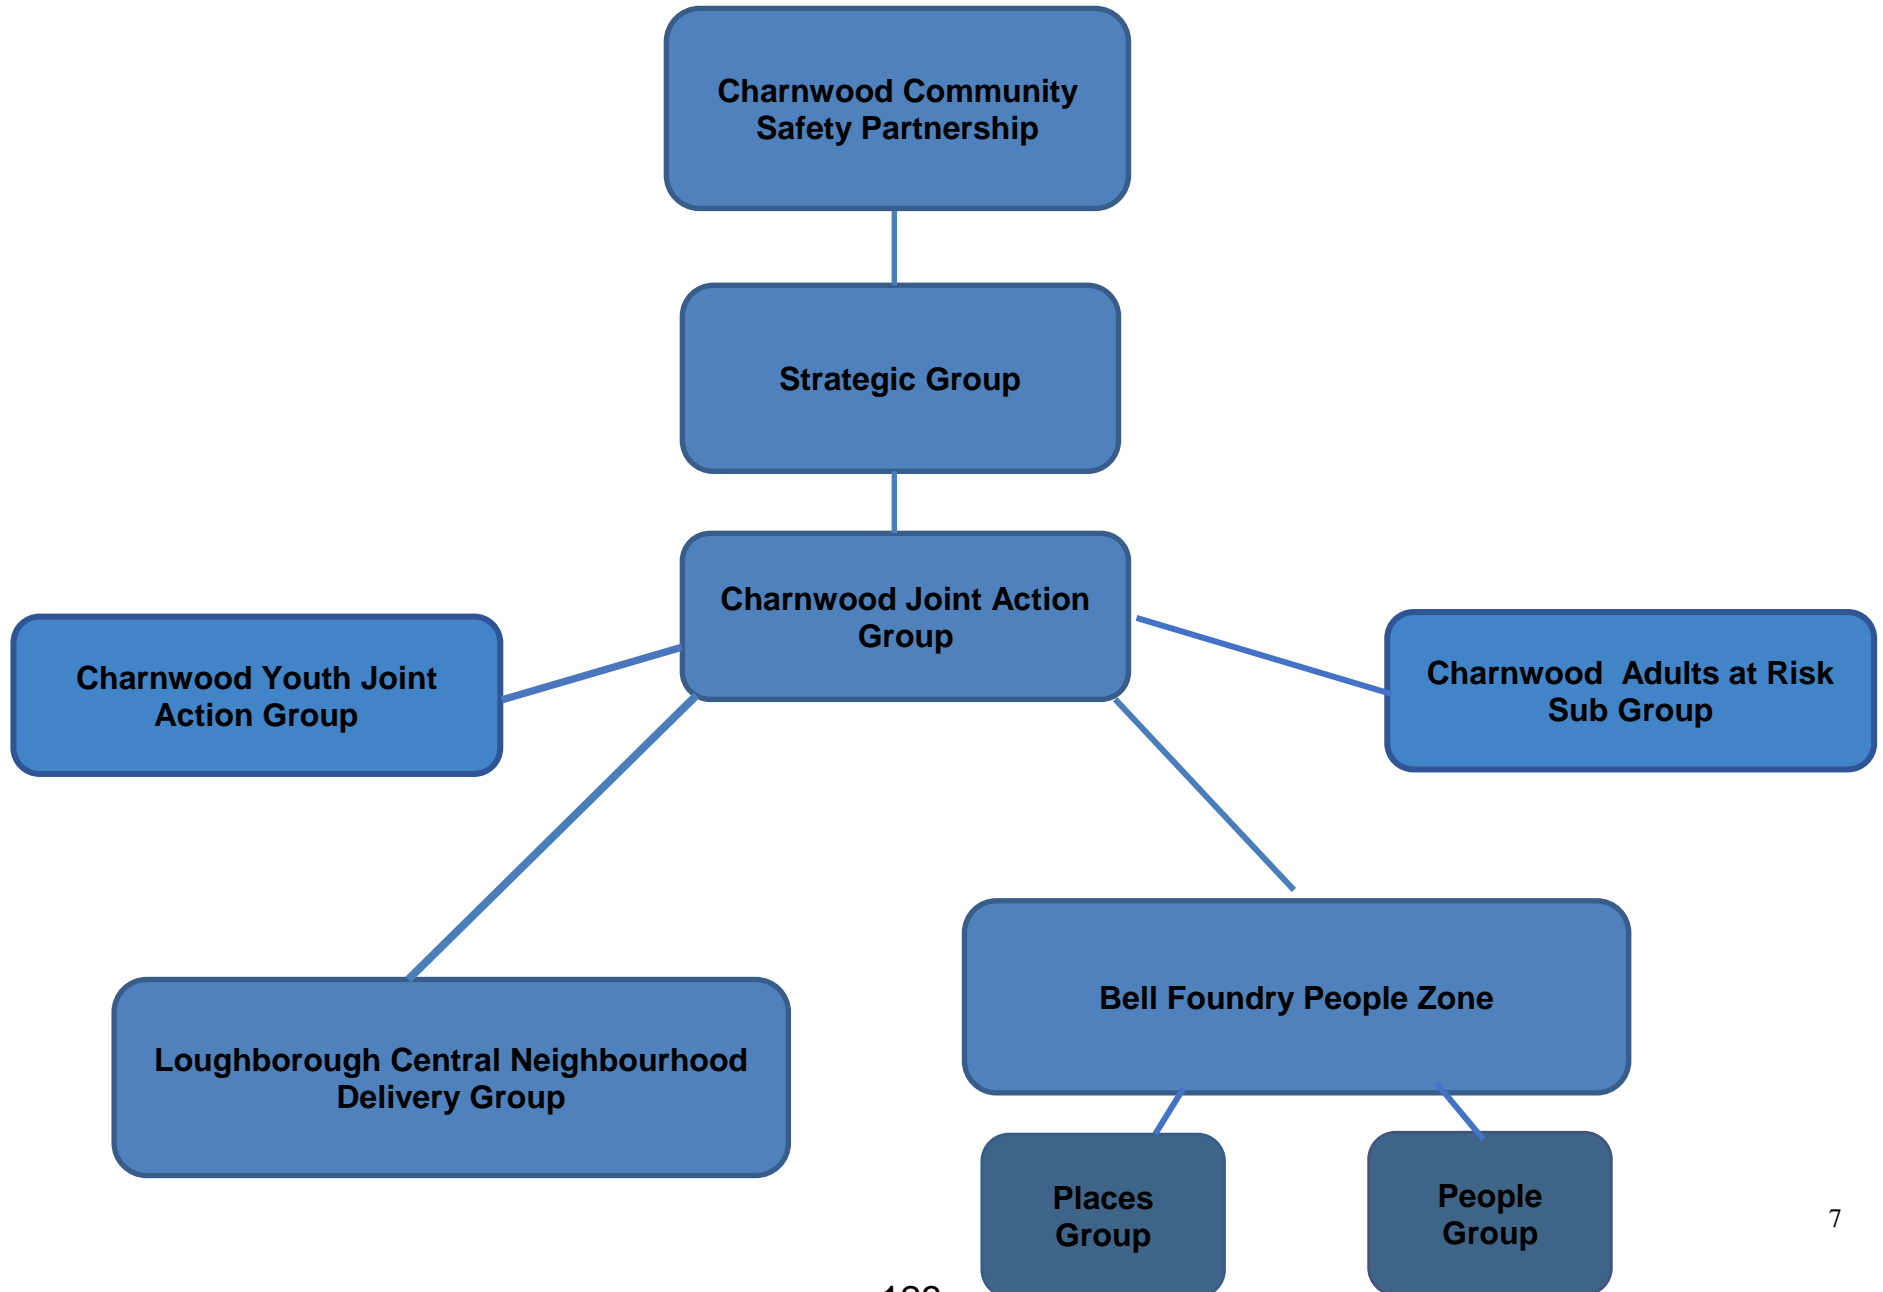 Charnwood Community
Safety Partnership
Strategic Group
Charnwood Joint Action
Group
Charnwood Youth Joint
Action Group
Charnwood  Adults at Risk
Sub Group
Loughborough Central Neighbourhood
Delivery Group
Bell Foundry People Zone
Places
Group
People
Group
7